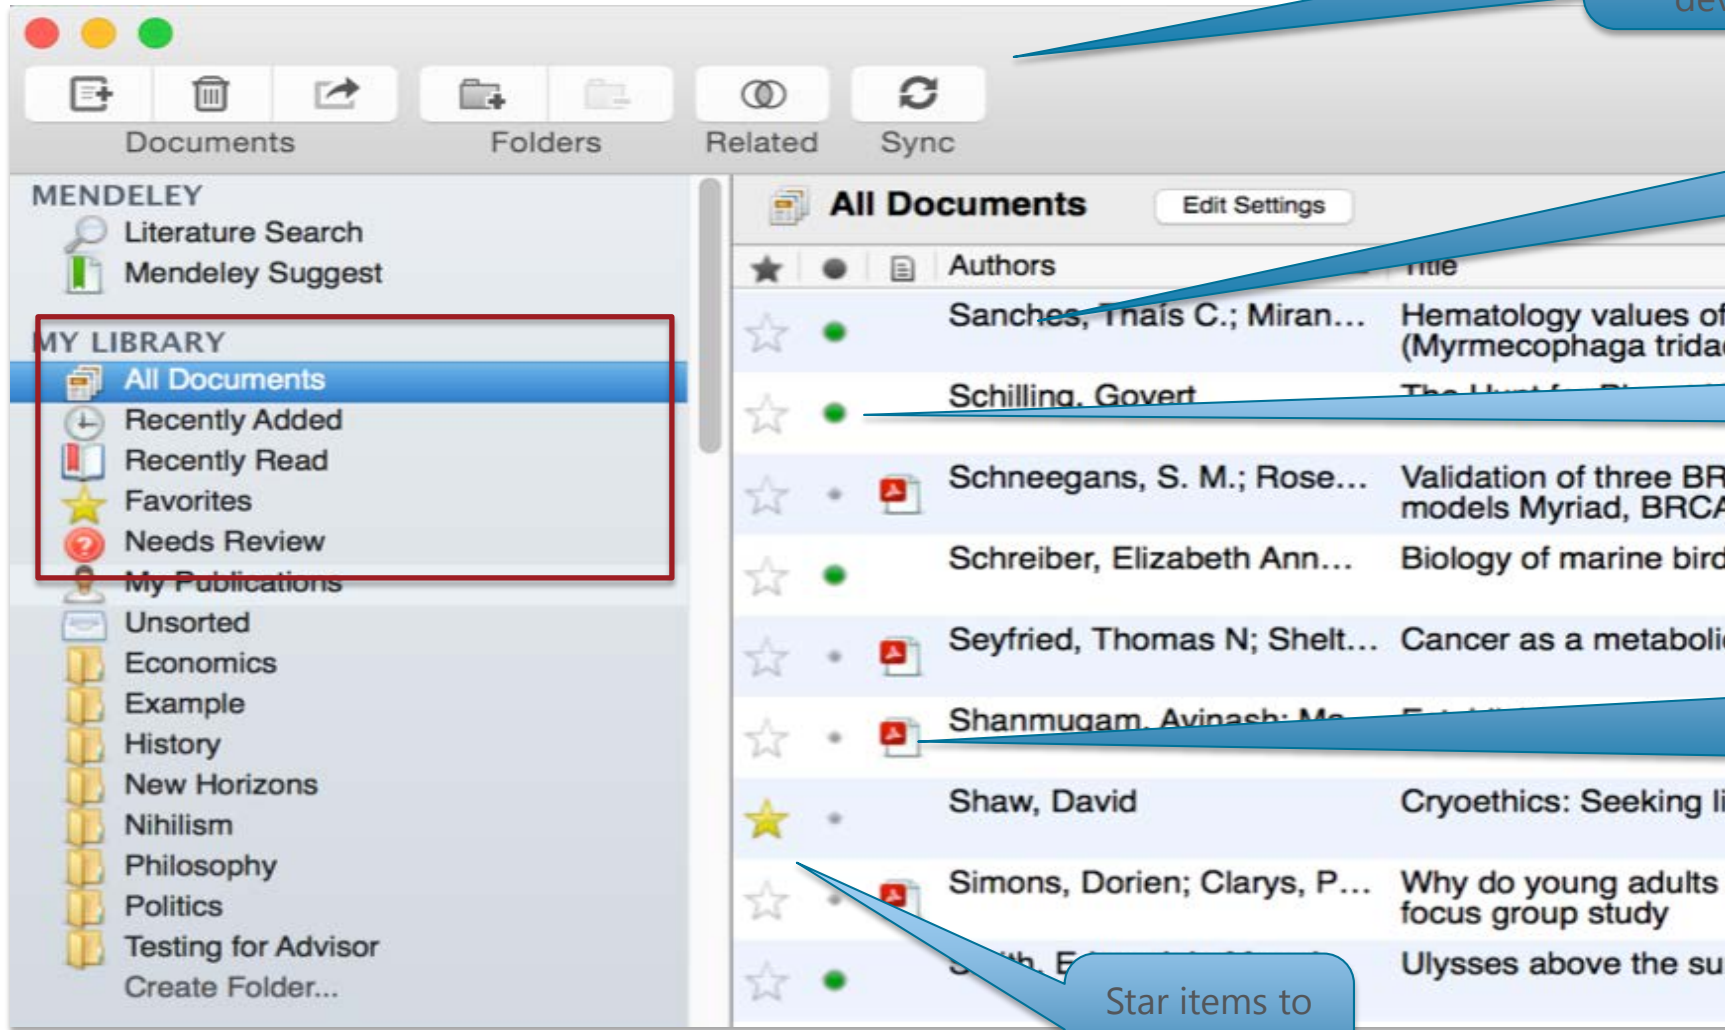 Documents
Folders
Related
Sync
MENDELEY
Literature Search
Mendeley Suggest
MY LIBRARY
All Documents
Recently Added
Recently Read
Favorites
Needs Review
My Publications
Unsorted
Economics
Example
History
New Horizons
Nihilism
Philosophy
Politics
Testing for Advisor
Create Folder...
All Documents Edit Settings
Authors Title
Sanches, Thaís C.; Miran... Hematology values of
(Myrmecophaga tridac
Schilling, Govert The Hunt for
Schneegans, S. M.; Rose... Validation of three BR
models Myriad, BRCA
Schreiber, Elizabeth Ann... Biology of marine bird
Seyfried, Thomas N; Shelt... Cancer as a metabolic
Shanmugam, Avinash;
Shaw, David Cryoethics: Seeking li
Simons, Dorien; Clarys, P... Why do young adults
focus group study
Ulysses above the su
Star items to